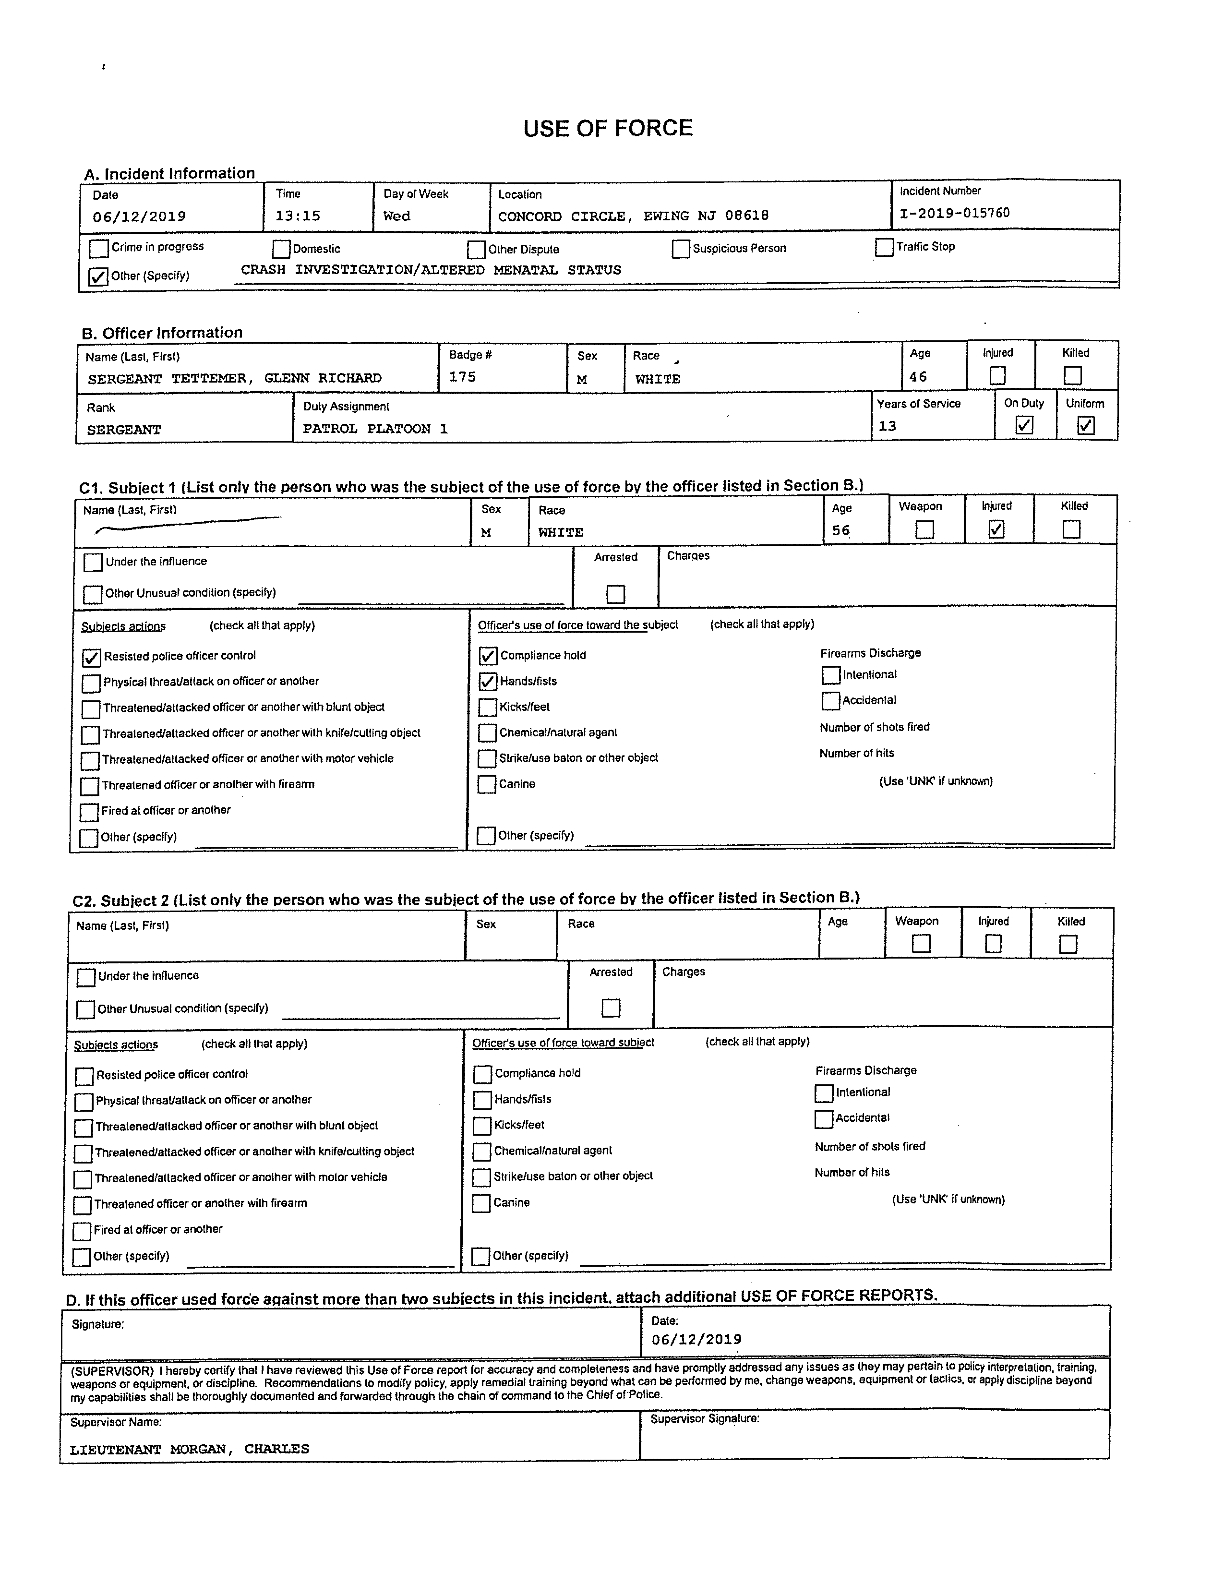 USE OF FORCE
A. Incident Information
Date Time Day of Week Location Incident Number
06/12/2019 13:15 Wed CONCORD CIRCLE, EWING NJ 08618 I-2019-015760
Crime in progress Domestic Other Dispute Suspicious Person Traffic Stop
Other (Specify) CRASH INVESTIGATION/ALTERED MENATAL STATUS
B. Officer Information
Name (Last, First) Badge # Sex Race Age Injured Killed
SERGEANT TETTEMER, GLENN RICHARD 175 M WHITE 46
Rank Duty Assignment Years of Service On Duty Uniform
SERGEANT PATROL PLATOON 1 13
C1. Subject 1 (List only the person who was the subject of the use of force by the officer listed in Section B.)
Name (Last, First) Sex Race Age Weapon Injured Killed
M WHITE 56
Under the influence Arrested Charges
Other Unusual condition (specify)
Subjects actions (check all that apply) Officer's use of force toward the subject (check all that apply)
Resisted police officer control Compliance hold Firearms Discharge
Physical threat/attack on officer or another Hands/fists Intentional
Threatened/attacked officer or another with blunt object Kicks/feet Accidental
Threatened/attacked officer or another with knife/cutting object Chemical/natural agent Number of shots fired
Threatened/attacked officer or another with motor vehicle Strike/use baton or other object Number of hits
Threatened officer or another with firearm Canine (Use 'UNK' if unknown)
Fired at officer or another
Other (specify) Other (specify)
C2. Subject 2 (List only the person who was the subject of the use of force by the officer listed in Section B.)
Name (Last, First) Sex Race Age Weapon Injured Killed
Under the influence Arrested Charges
Other Unusual condition (specify)
Subjects actions (check all that apply) Officer's use of force toward subject (check all that apply)
Resisted police officer control Compliance hold Firearms Discharge
Physical threat/attack on officer or another Hands/fists Intentional
Threatened/attacked officer or another with blunt object Kicks/feet Accidental
Threatened/attacked officer or another with knife/cutting object Chemical/natural agent Number of shots fired
Threatened/attacked officer or another with motor vehicle Strike/use baton or other object Number of hits
Threatened officer or another with firearm Canine (Use 'UNK' if unknown)
Fired at officer or another
Other (specify) Other (specify)
D. If this officer used force against more than two subjects in this incident, attach additional USE OF FORCE REPORTS.
Signature: Date:
06/12/2019
(SUPERVISOR) I hereby certify that I have reviewed this Use of Force report for accuracy and completeness and have promptly addressed any issues as they may pertain to policy interpretation, training,
weapons or equipment, or discipline. Recommendations to modify policy, apply remedial training beyond what can be performed by me, change weapons, equipment or tactics, or apply discipline beyond
my capabilities shall be thoroughly documented and forwarded through the chain of command to the Chief of Police.
Supervisor Name: Supervisor Signature:
LIEUTENANT MORGAN, CHARLES